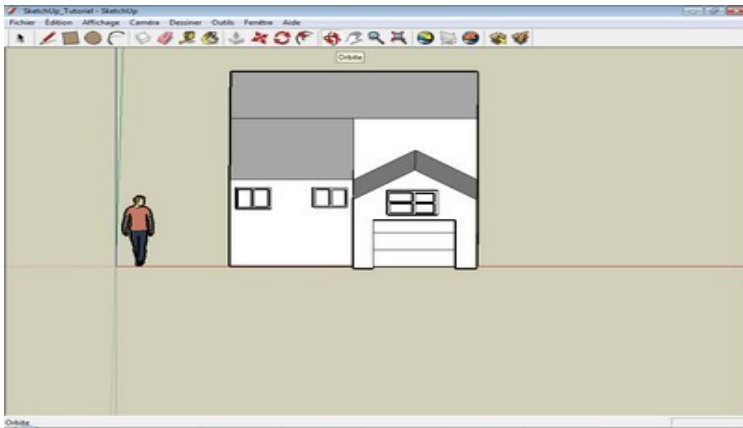 SketchUp_Tutoriel - SketchUp
Fichier Édition Affichage Caméra Dessiner Outils Fenêtre Aide
Orbite
Orbite